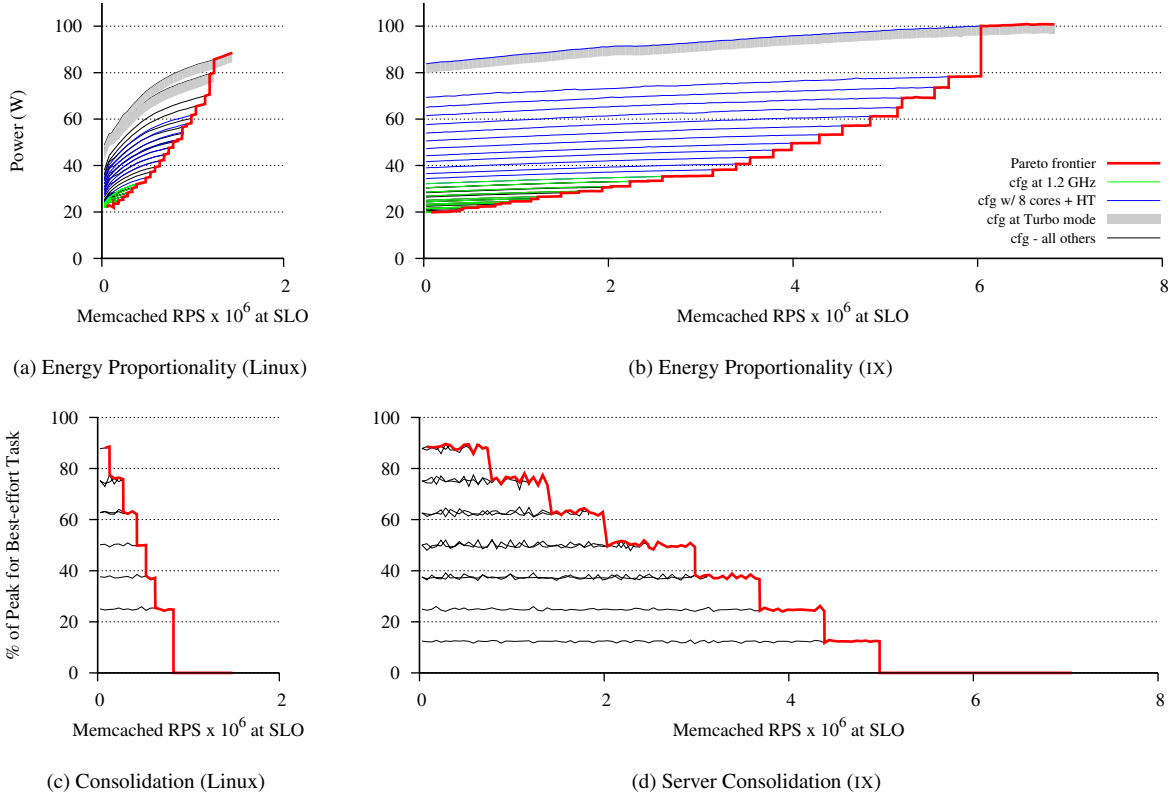 100
80
60
40
20
0
Power (W)
0
2
Memcached RPS x 10^6 at SLO
(a) Energy Proportionality (Linux)
100
80
60
40
20
0
Pareto frontier
cfg at 1.2 GHz
cfg w/ 8 cores + HT
cfg at Turbo mode
cfg - all others
0
2
4
6
8
Memcached RPS x 10^6 at SLO
(b) Energy Proportionality (IX)
100
80
60
40
20
0
% of Peak for Best-effort Task
0
2
Memcached RPS x 10^6 at SLO
(c) Consolidation (Linux)
100
80
60
40
20
0
0
2
4
6
8
Memcached RPS x 10^6 at SLO
(d) Server Consolidation (IX)